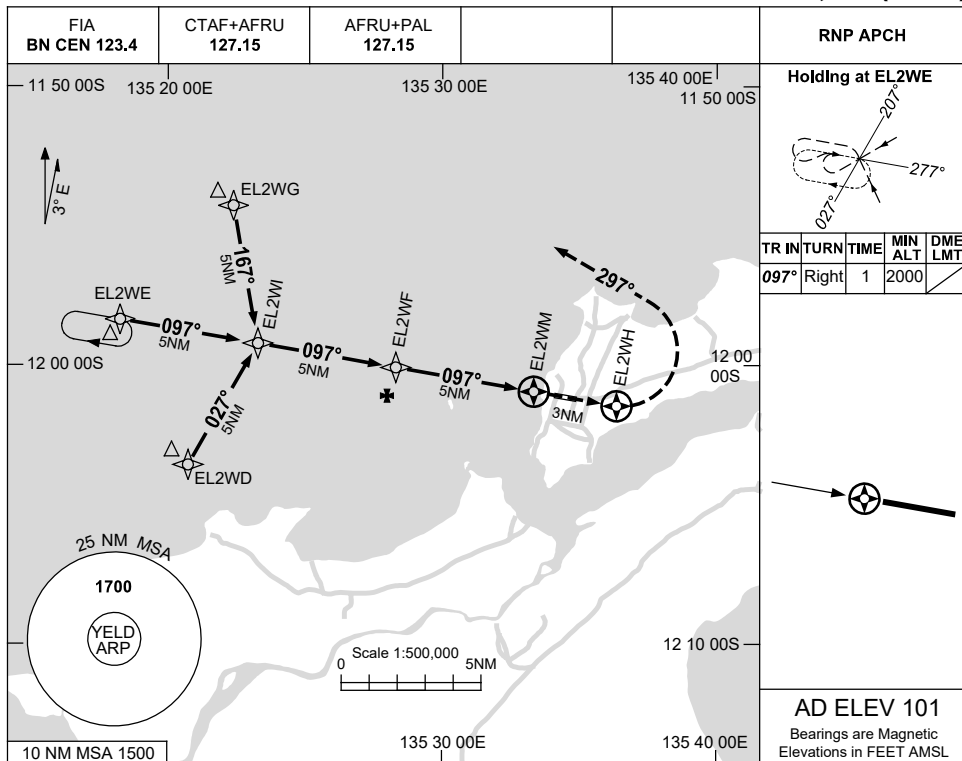 FIA
BN CEN 123.4
CTAF+AFRU
127.15
AFRU+PAL
127.15
RNP APCH
11 50 00S
135 20 00E
135 30 00E
135 40 00E
11 50 00S
Holding at EL2WE
207°
277°
027°
3° E
EL2WG
167°
5NM
TR IN
TURN
TIME
MIN ALT
DME LMT
097°
Right
1
2000
EL2WE
097°
5NM
EL2WI
097°
5NM
EL2WF
097°
5NM
EL2WM
3NM
EL2WH
297°
12 00 00S
12 00
00S
027°
5NM
EL2WD
25 NM MSA
1700
YELD
ARP
Scale 1:500,000
0
5NM
12 10 00S
10 NM MSA 1500
135 30 00E
135 40 00E
AD ELEV 101
Bearings are Magnetic
Elevations in FEET AMSL